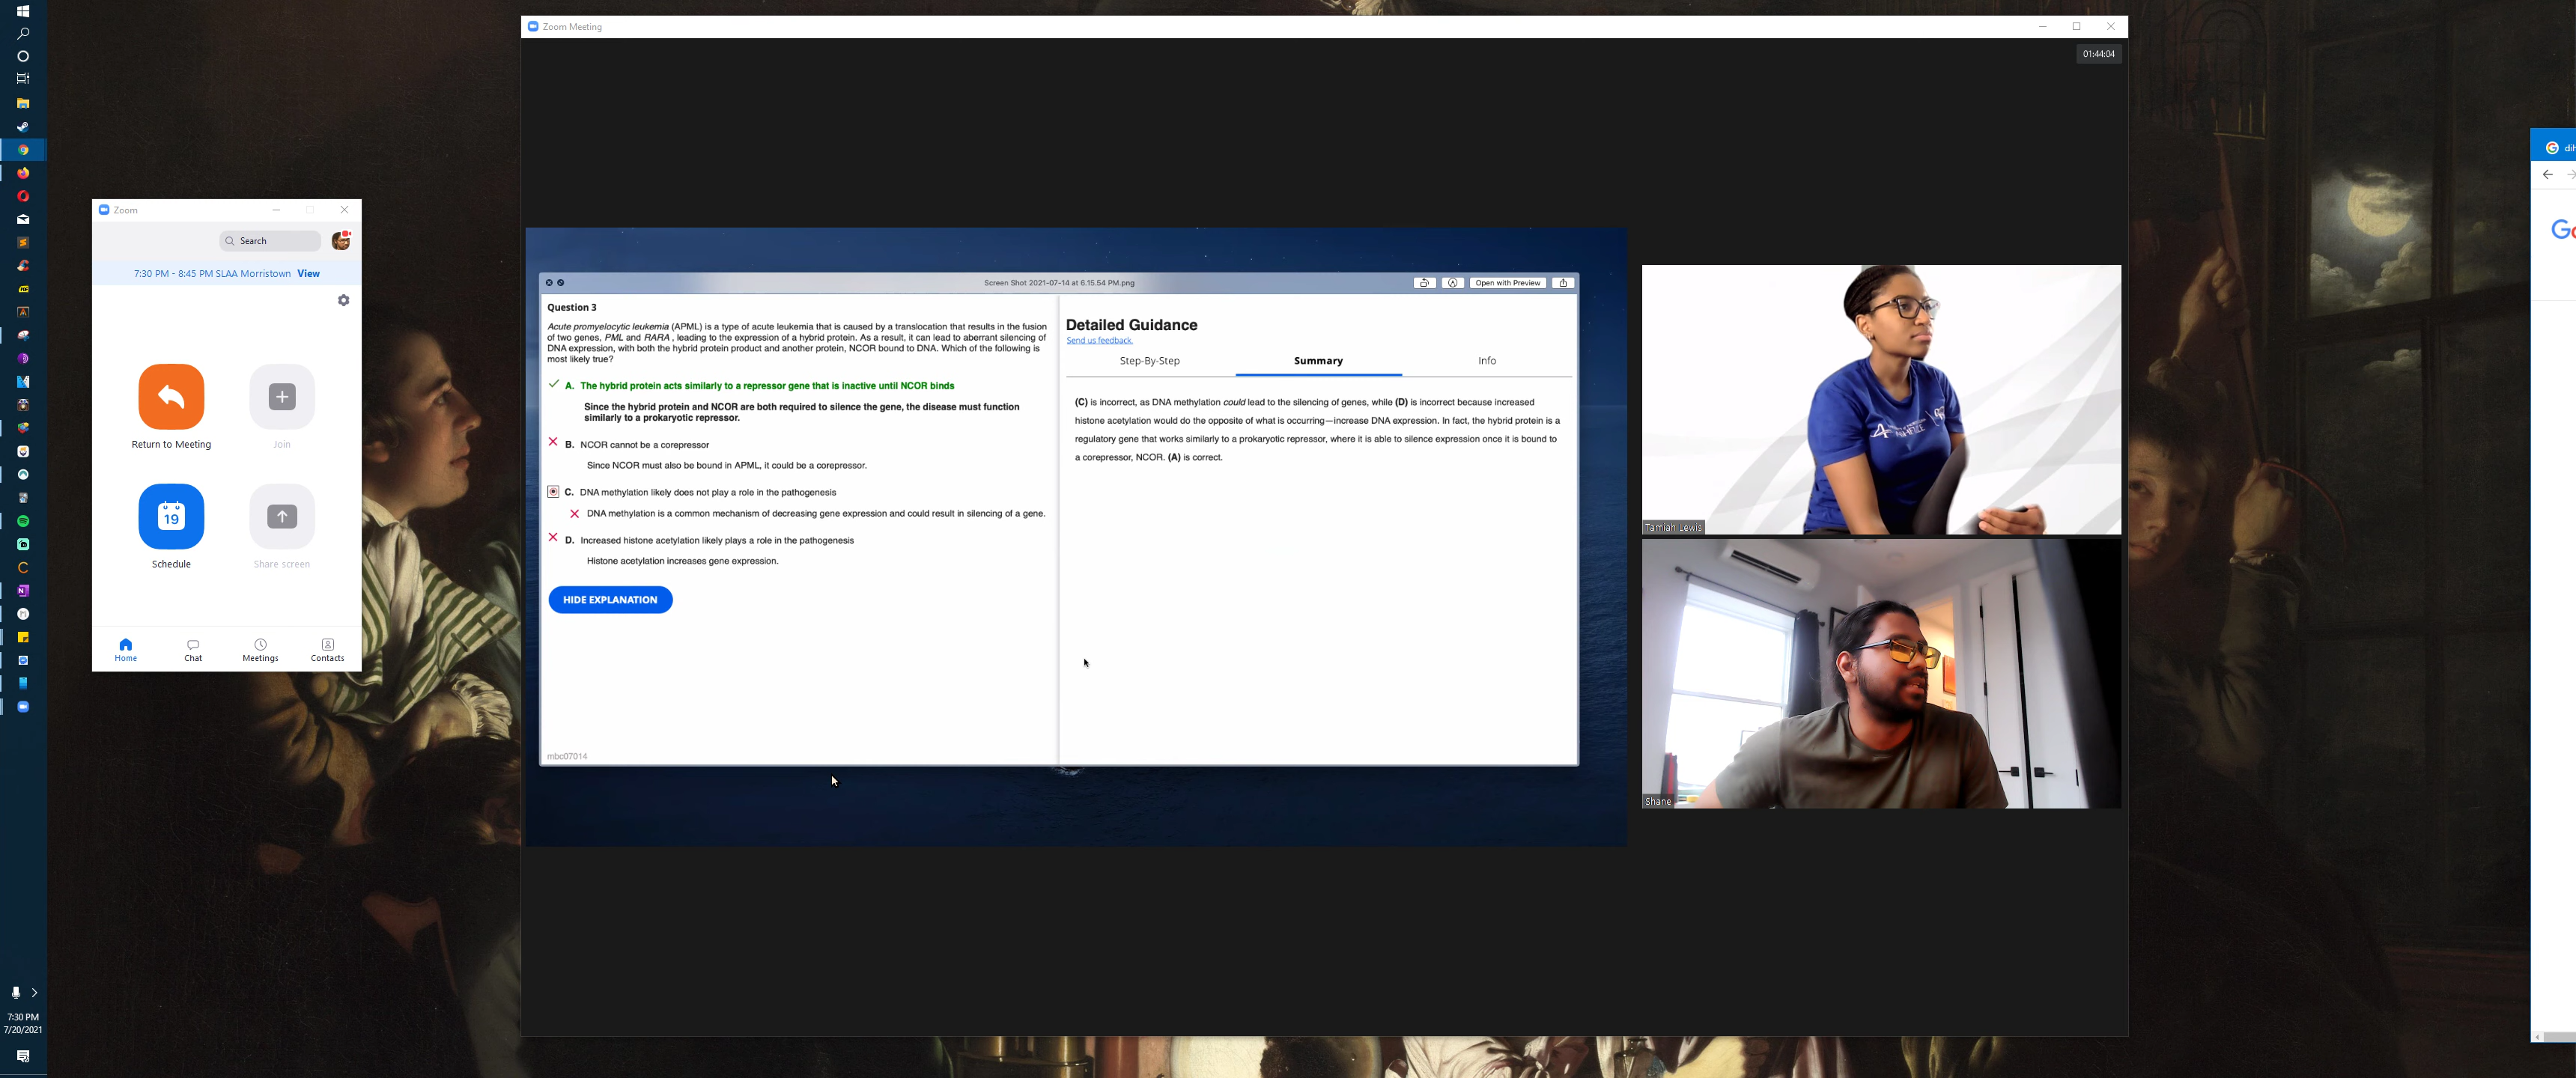 Zoom Meeting
01:44:04
Zoom
Search
7:30 PM - 8:45 PM SLAA Morristown View
Return to Meeting
Join
19
Schedule
Share screen
Home
Chat
Meetings
Contacts
Screen Shot 2021-07-14 at 6.15.54 PM.png
Open with Preview
Question 3
Acute promyelocytic leukemia (APML) is a type of acute leukemia that is caused by a translocation that results in the fusion
of two genes, PML and RARA , leading to the expression of a hybrid protein. As a result, it can lead to aberrant silencing of
DNA expression, with both the hybrid protein product and another protein, NCOR bound to DNA. Which of the following is
most likely true?
A. The hybrid protein acts similarly to a repressor gene that is inactive until NCOR binds
Since the hybrid protein and NCOR are both required to silence the gene, the disease must function
similarly to a prokaryotic repressor.
B. NCOR cannot be a corepressor
Since NCOR must also be bound in APML, it could be a corepressor.
C. DNA methylation likely does not play a role in the pathogenesis
DNA methylation is a common mechanism of decreasing gene expression and could result in silencing of a gene.
D. Increased histone acetylation likely plays a role in the pathogenesis
Histone acetylation increases gene expression.
HIDE EXPLANATION
mbc07014
Detailed Guidance
Send us feedback.
Step-By-Step
Summary
Info
(C) is incorrect, as DNA methylation could lead to the silencing of genes, while (D) is incorrect because increased
histone acetylation would do the opposite of what is occurring—increase DNA expression. In fact, the hybrid protein is a
regulatory gene that works similarly to a prokaryotic repressor, where it is able to silence expression once it is bound to
a corepressor, NCOR. (A) is correct.
Tamiah Lewis
Shane
7:30 PM
7/20/2021